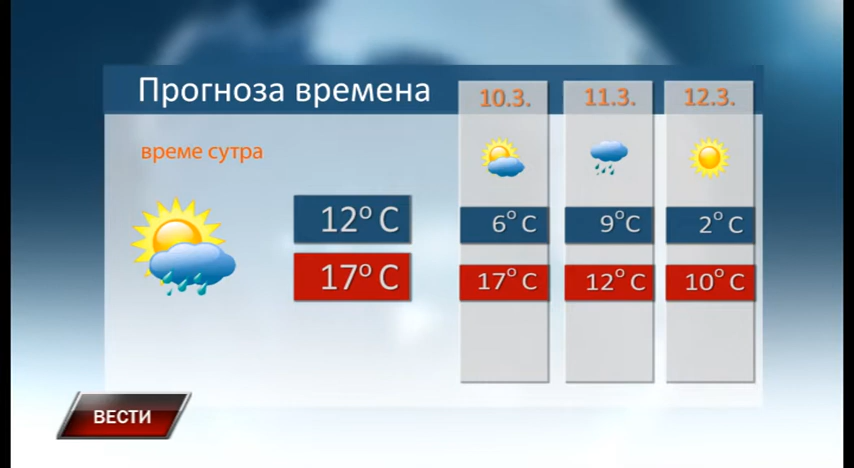 Прогноза времена
време сутра
12° C
17° C
10.3.
11.3.
12.3.
6° C
9°C
2° C
17° C
12° C
10° C
ВЕСТИ